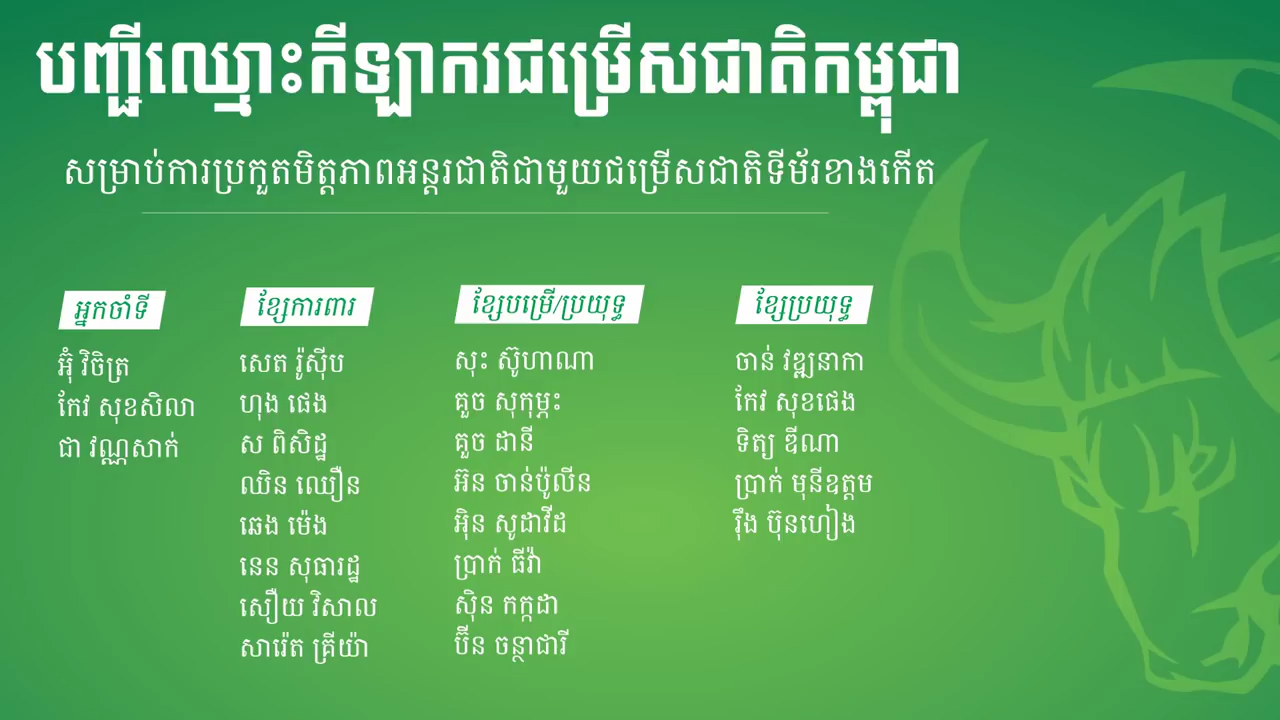 បញ្ជីឈ្មោះកីឡាករជម្រើសជាតិកម្ពុជា
សម្រាប់ការប្រកួតមិត្តភាពអន្តរជាតិជាមួយជម្រើសជាតិទីម័រខាងកើត
អ្នកចាំទី
អ៊ុំ វិចិត្រ
កែវ សុខសិលា
ជា វណ្ណសាក់
ខ្សែការពារ
សេត រ៉ូស៊ីប
ហុង ផេង
ស ពិសិដ្ឋ
ឈិន ឈឿន
ឆេង ម៉េង
នេន សុធារដ្ឋ
សឿយ វិសាល
សារ៉េត គ្រីយ៉ា
ខ្សែបម្រើ/ប្រយុទ្ធ
សុះ ស៊ូហាណា
គួច សុកុម្ភះ
គួច ដានី
អ៊ន ចាន់ប៉ូលីន
អ៊ិន សូដាវីដ
ប្រាក់ ធីវ៉ា
ស៊ិន កក្កដា
ប៊ីន ចន្ថាជារី
ខ្សែប្រយុទ្ធ
ចាន់ វឌ្ឍនាកា
កែវ សុខផេង
ទិត្យ ឌីណា
ប្រាក់ មុនីឧត្តម
រ៉ឹង ប៊ុនហៀង